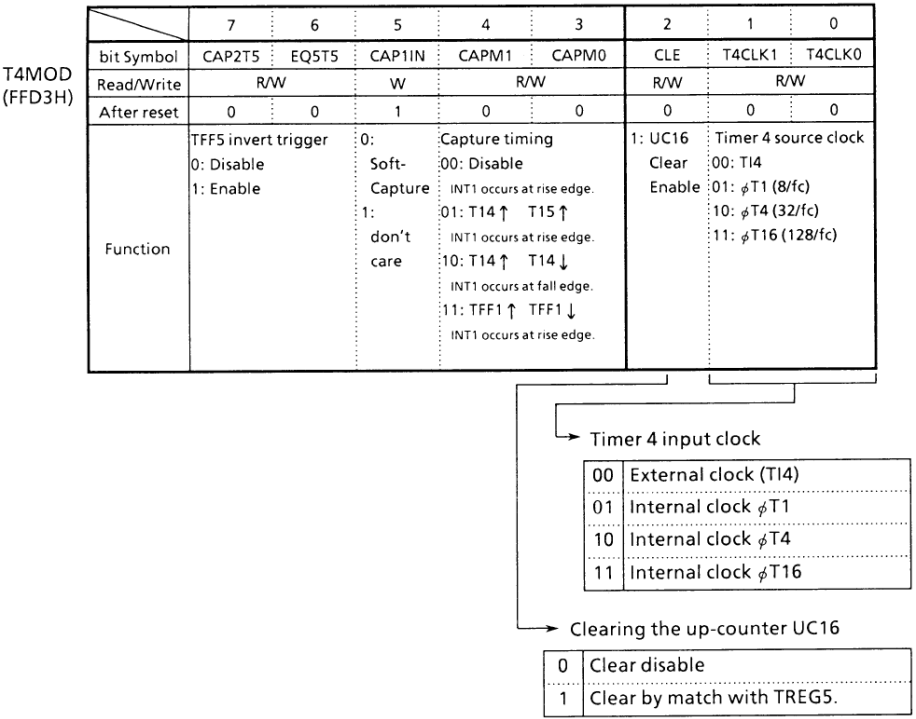 7 6 5 4 3 2 1 0
bit Symbol CAP2T5 EQ5T5 CAP1IN CAPM1 CAPM0 CLE T4CLK1 T4CLK0
T4MOD
(FFD3H)
Read/Write R/W W R/W R/W R/W
After reset 0 0 1 0 0 0 0 0
Function
TFF5 invert trigger
0: Disable
1: Enable
0:
Soft-
Capture
1:
don't
care
Capture timing
00: Disable
INT1 occurs at rise edge.
01: T14↑ T15↑
INT1 occurs at rise edge.
10: T14↑ T14↓
INT1 occurs at fall edge.
11: TFF1↑ TFF1↓
INT1 occurs at rise edge.
1: UC16
Clear
Enable
Timer 4 source clock
00: TI4
01: ϕT1 (8/fc)
10: ϕT4 (32/fc)
11: ϕT16 (128/fc)
Timer 4 input clock
00 External clock (TI4)
01 Internal clock ϕT1
10 Internal clock ϕT4
11 Internal clock ϕT16
Clearing the up-counter UC16
0 Clear disable
1 Clear by match with TREG5.